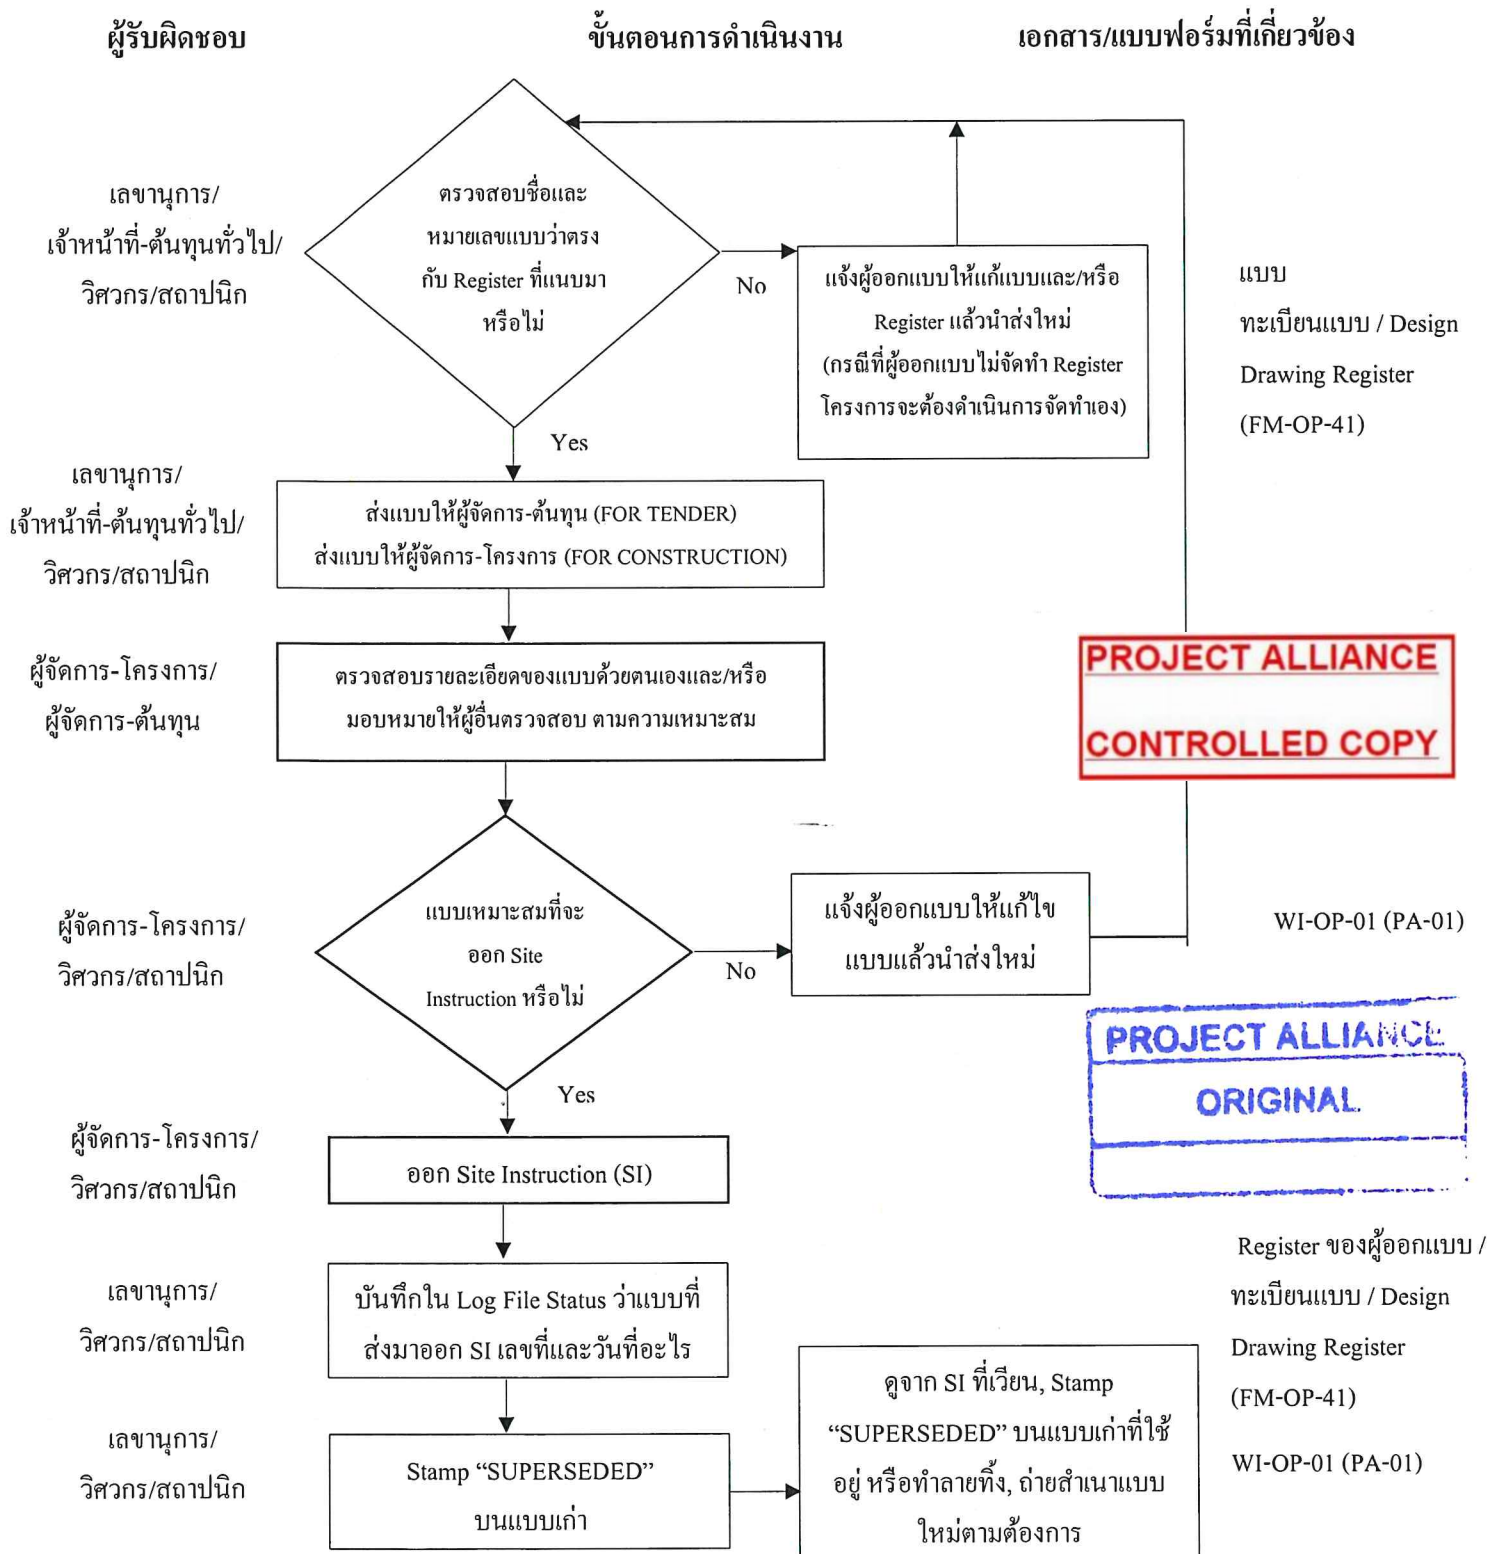 ผู้รับผิดชอบ
ขั้นตอนการดำเนินงาน
เอกสาร/แบบฟอร์มที่เกี่ยวข้อง
เลขานุการ/
เจ้าหน้าที่-ต้นทุนทั่วไป/
วิศวกร/สถาปนิก
ตรวจสอบชื่อและ
หมายเลขแบบว่าตรง
กับ Register ที่แนบมา
หรือไม่
No
แจ้งผู้ออกแบบให้แก้แบบและ/หรือ
Register แล้วนำส่งใหม่
(กรณีที่ผู้ออกแบบไม่จัดทำ Register
โครงการจะต้องดำเนินการจัดทำเอง)
แบบ
ทะเบียนแบบ / Design
Drawing Register
(FM-OP-41)
Yes
เลขานุการ/
เจ้าหน้าที่-ต้นทุนทั่วไป/
วิศวกร/สถาปนิก
ส่งแบบให้ผู้จัดการ-ต้นทุน (FOR TENDER)
ส่งแบบให้ผู้จัดการ-โครงการ (FOR CONSTRUCTION)
ผู้จัดการ-โครงการ/
ผู้จัดการ-ต้นทุน
ตรวจสอบรายละเอียดของแบบด้วยตนเองและ/หรือ
มอบหมายให้ผู้อื่นตรวจสอบ ตามความเหมาะสม
PROJECT ALLIANCE
CONTROLLED COPY
ผู้จัดการ-โครงการ/
วิศวกร/สถาปนิก
แบบเหมาะสมที่จะ
ออก Site
Instruction หรือไม่
No
แจ้งผู้ออกแบบให้แก้ไข
แบบแล้วนำส่งใหม่
WI-OP-01 (PA-01)
PROJECT ALLIANCE
ORIGINAL
Yes
ผู้จัดการ-โครงการ/
วิศวกร/สถาปนิก
ออก Site Instruction (SI)
เลขานุการ/
วิศวกร/สถาปนิก
บันทึกใน Log File Status ว่าแบบที่
ส่งมาออก SI เลขที่และวันที่อะไร
Register ของผู้ออกแบบ /
ทะเบียนแบบ / Design
Drawing Register
(FM-OP-41)
WI-OP-01 (PA-01)
เลขานุการ/
วิศวกร/สถาปนิก
Stamp “SUPERSEDED”
บนแบบเก่า
ดูจาก SI ที่เวียน, Stamp
“SUPERSEDED” บนแบบเก่าที่ใช้
อยู่ หรือทำลายทิ้ง, ถ่ายสำเนาแบบ
ใหม่ตามต้องการ